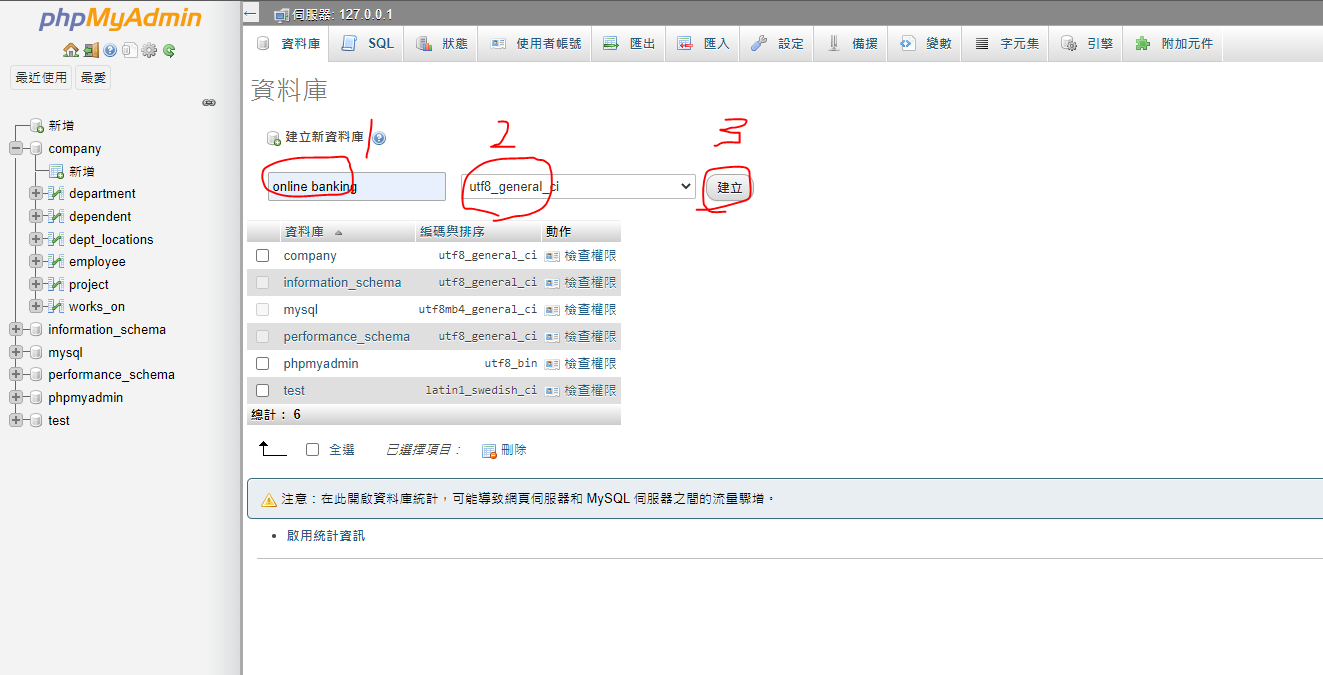 phpMyAdmin
最近使用 最愛
新增
company
新增
department
dependent
dept_locations
employee
project
works_on
information_schema
mysql
performance_schema
phpmyadmin
test
伺服器: 127.0.0.1
資料庫 SQL 狀態 使用者帳號 匯出 匯入 設定 備援 變數 字元集 引擎 附加元件
資料庫
建立新資料庫 1 2 3
online banking utf8_general_ci 建立
資料庫 編碼與排序 動作
company utf8_general_ci 檢查權限
information_schema utf8_general_ci 檢查權限
mysql utf8mb4_general_ci 檢查權限
performance_schema utf8_general_ci 檢查權限
phpmyadmin utf8_bin 檢查權限
test latin1_swedish_ci 檢查權限
總計: 6
全選 已選擇項目: 刪除
注意:在此開啟資料庫統計,可能導致網頁伺服器和 MySQL 伺服器之間的流量驟增。
啟用統計資訊